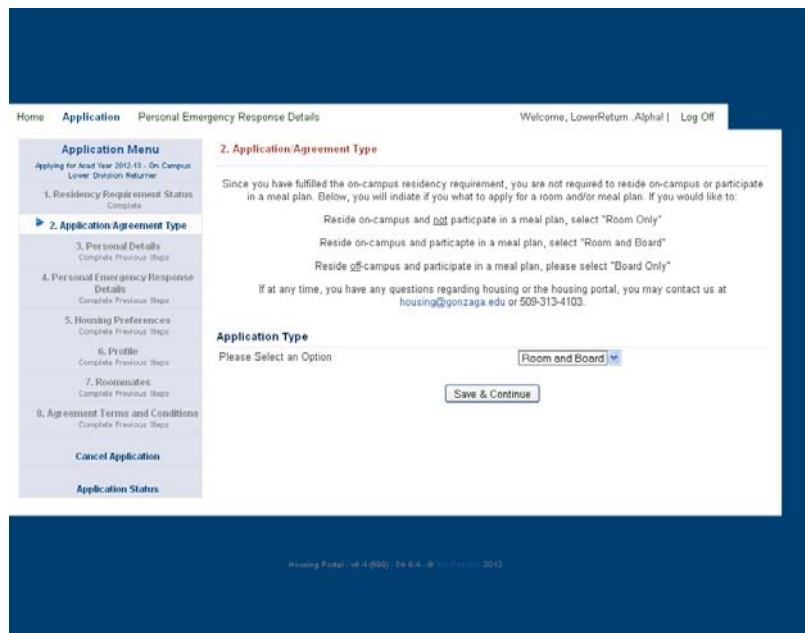 Home Application Personal Emergency Response Details Welcome, LowerReturn .Alphal | Log Off
Application Menu
Applying for Acad Year 2012-13 - On Campus
Lower Division Returner
1. Residency Requirement Status
Complete
2. Application/Agreement Type
3. Personal Details
Complete Previous Steps
4. Personal Emergency Response
Details
Complete Previous Steps
5. Housing Preferences
Complete Previous Steps
6. Profile
Complete Previous Steps
7. Roommates
Complete Previous Steps
8. Agreement Terms and Conditions
Complete Previous Steps
Cancel Application
Application Status
2. Application/Agreement Type
Since you have fulfilled the on-campus residency requirement, you are not required to reside on-campus or participate
in a meal plan. Below, you will indiate if you what to apply for a room and/or meal plan. If you would like to:
Reside on-campus and not particpate in a meal plan, select "Room Only"
Reside on-campus and particapte in a meal plan, select "Room and Board"
Reside off-campus and participate in a meal plan, please select "Board Only"
If at any time, you have any questions regarding housing or the housing portal, you may contact us at
housing@gonzaga.edu or 509-313-4103.
Application Type
Please Select an Option Room and Board
Save & Continue
Housing Portal - 2012